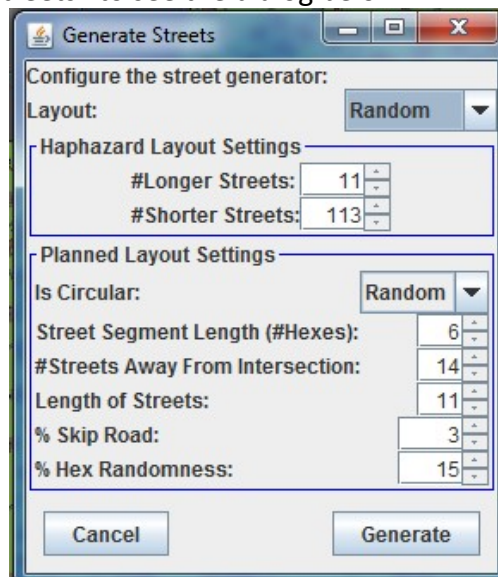 Generate Streets
Configure the street generator:
Layout: Random
Haphazard Layout Settings
#Longer Streets: 11
#Shorter Streets: 113
Planned Layout Settings
Is Circular: Random
Street Segment Length (#Hexes): 6
#Streets Away From Intersection: 14
Length of Streets: 11
% Skip Road: 3
% Hex Randomness: 15
Cancel Generate